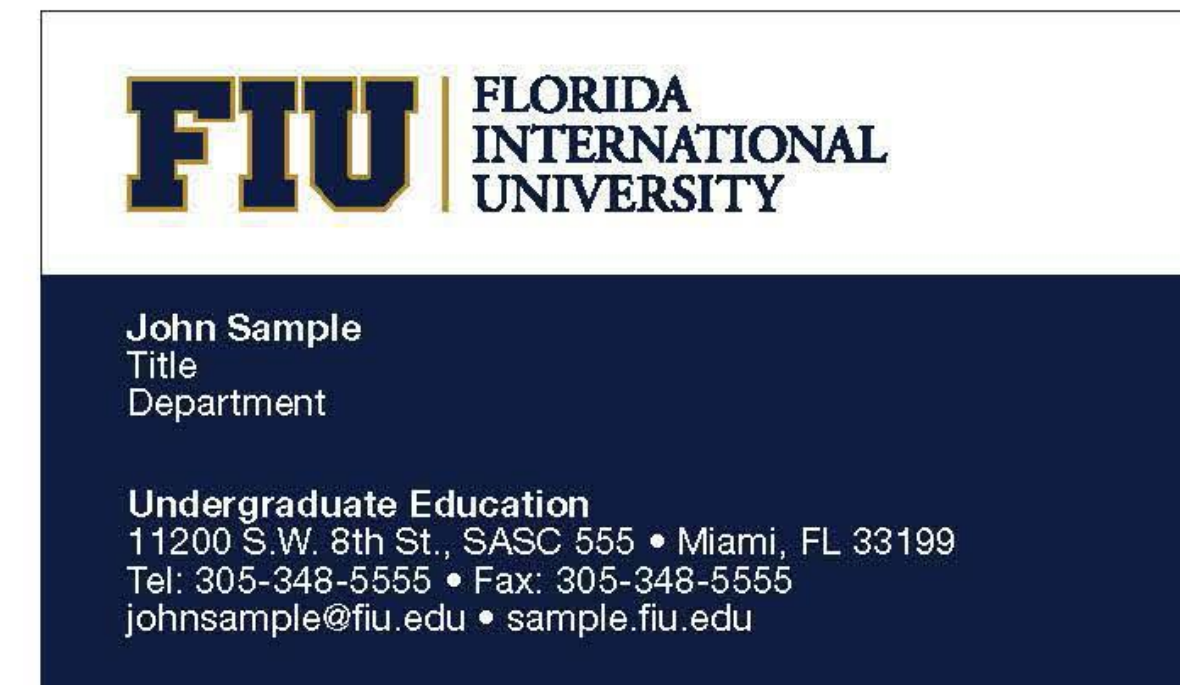 FIU
FLORIDA
INTERNATIONAL
UNIVERSITY
John Sample
Title
Department
Undergraduate Education
11200 S.W. 8th St., SASC 555 • Miami, FL 33199
Tel: 305-348-5555 • Fax: 305-348-5555
johnsample@fiu.edu • sample.fiu.edu